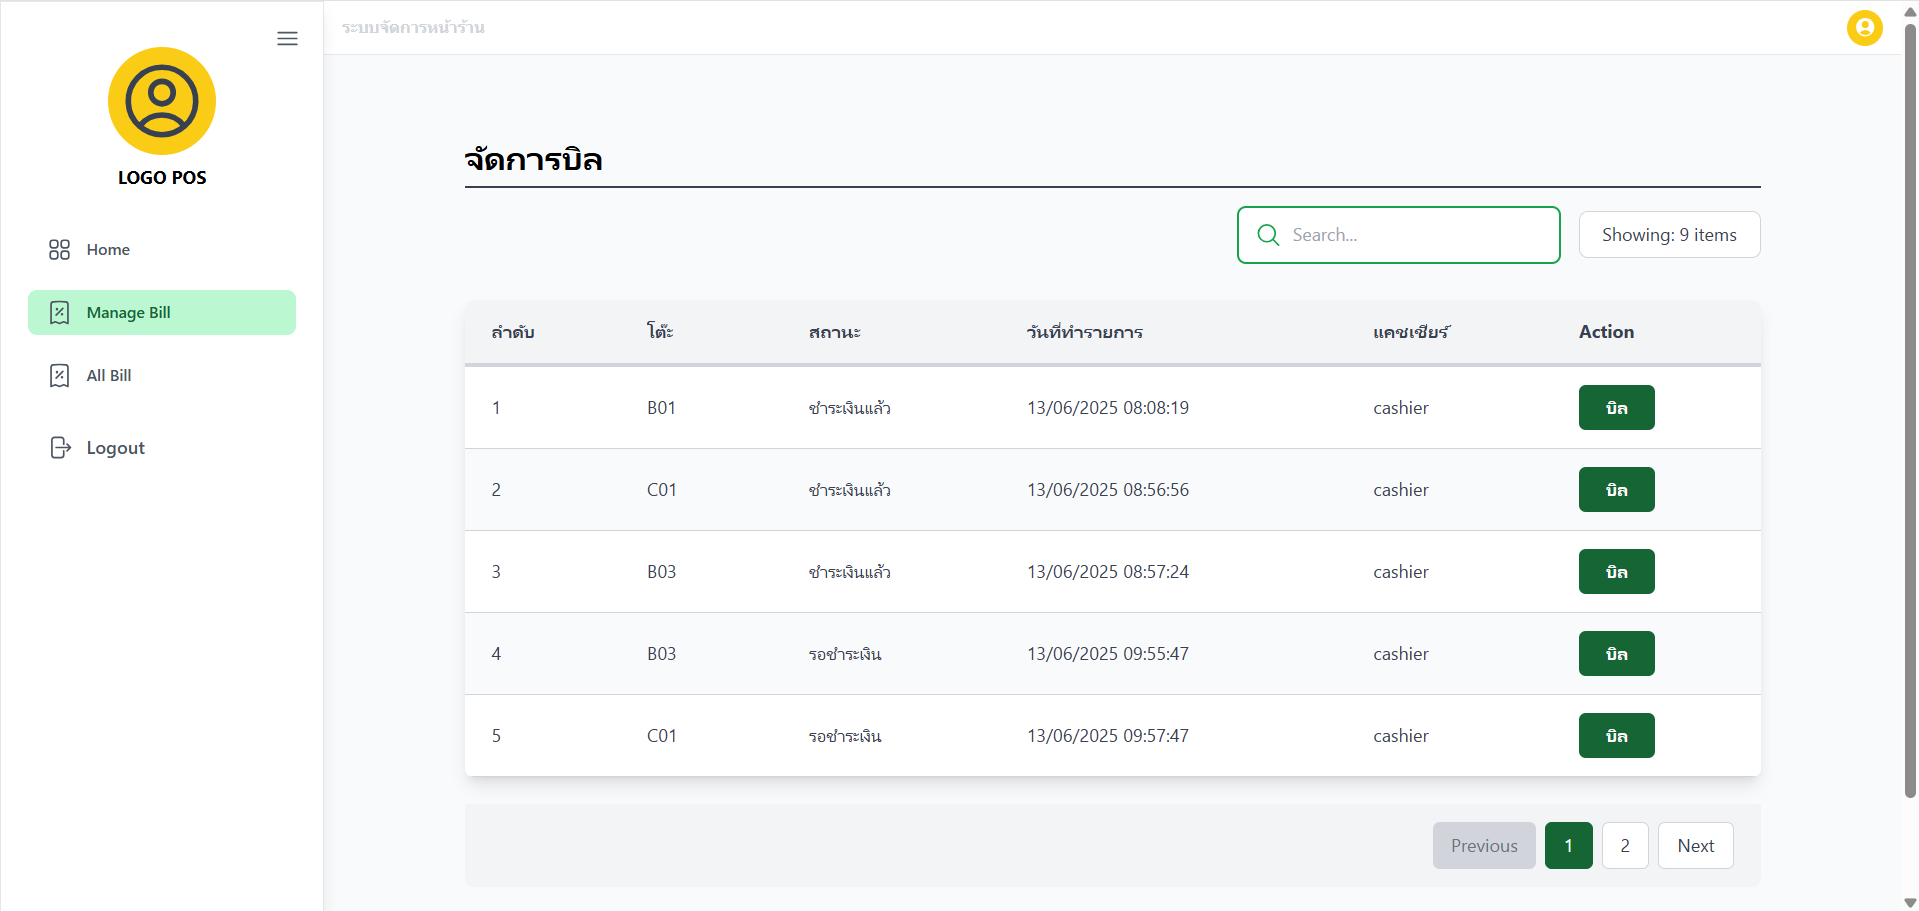 ระบบจัดการหน้าร้าน
LOGO POS
Home
Manage Bill
All Bill
Logout
จัดการบิล
Search...
Showing: 9 items
ลำดับ โต๊ะ สถานะ วันที่ทำรายการ แคชเชียร์ Action
1 B01 ชำระเงินแล้ว 13/06/2025 08:08:19 cashier บิล
2 C01 ชำระเงินแล้ว 13/06/2025 08:56:56 cashier บิล
3 B03 ชำระเงินแล้ว 13/06/2025 08:57:24 cashier บิล
4 B03 รอชำระเงิน 13/06/2025 09:55:47 cashier บิล
5 C01 รอชำระเงิน 13/06/2025 09:57:47 cashier บิล
Previous 1 2 Next